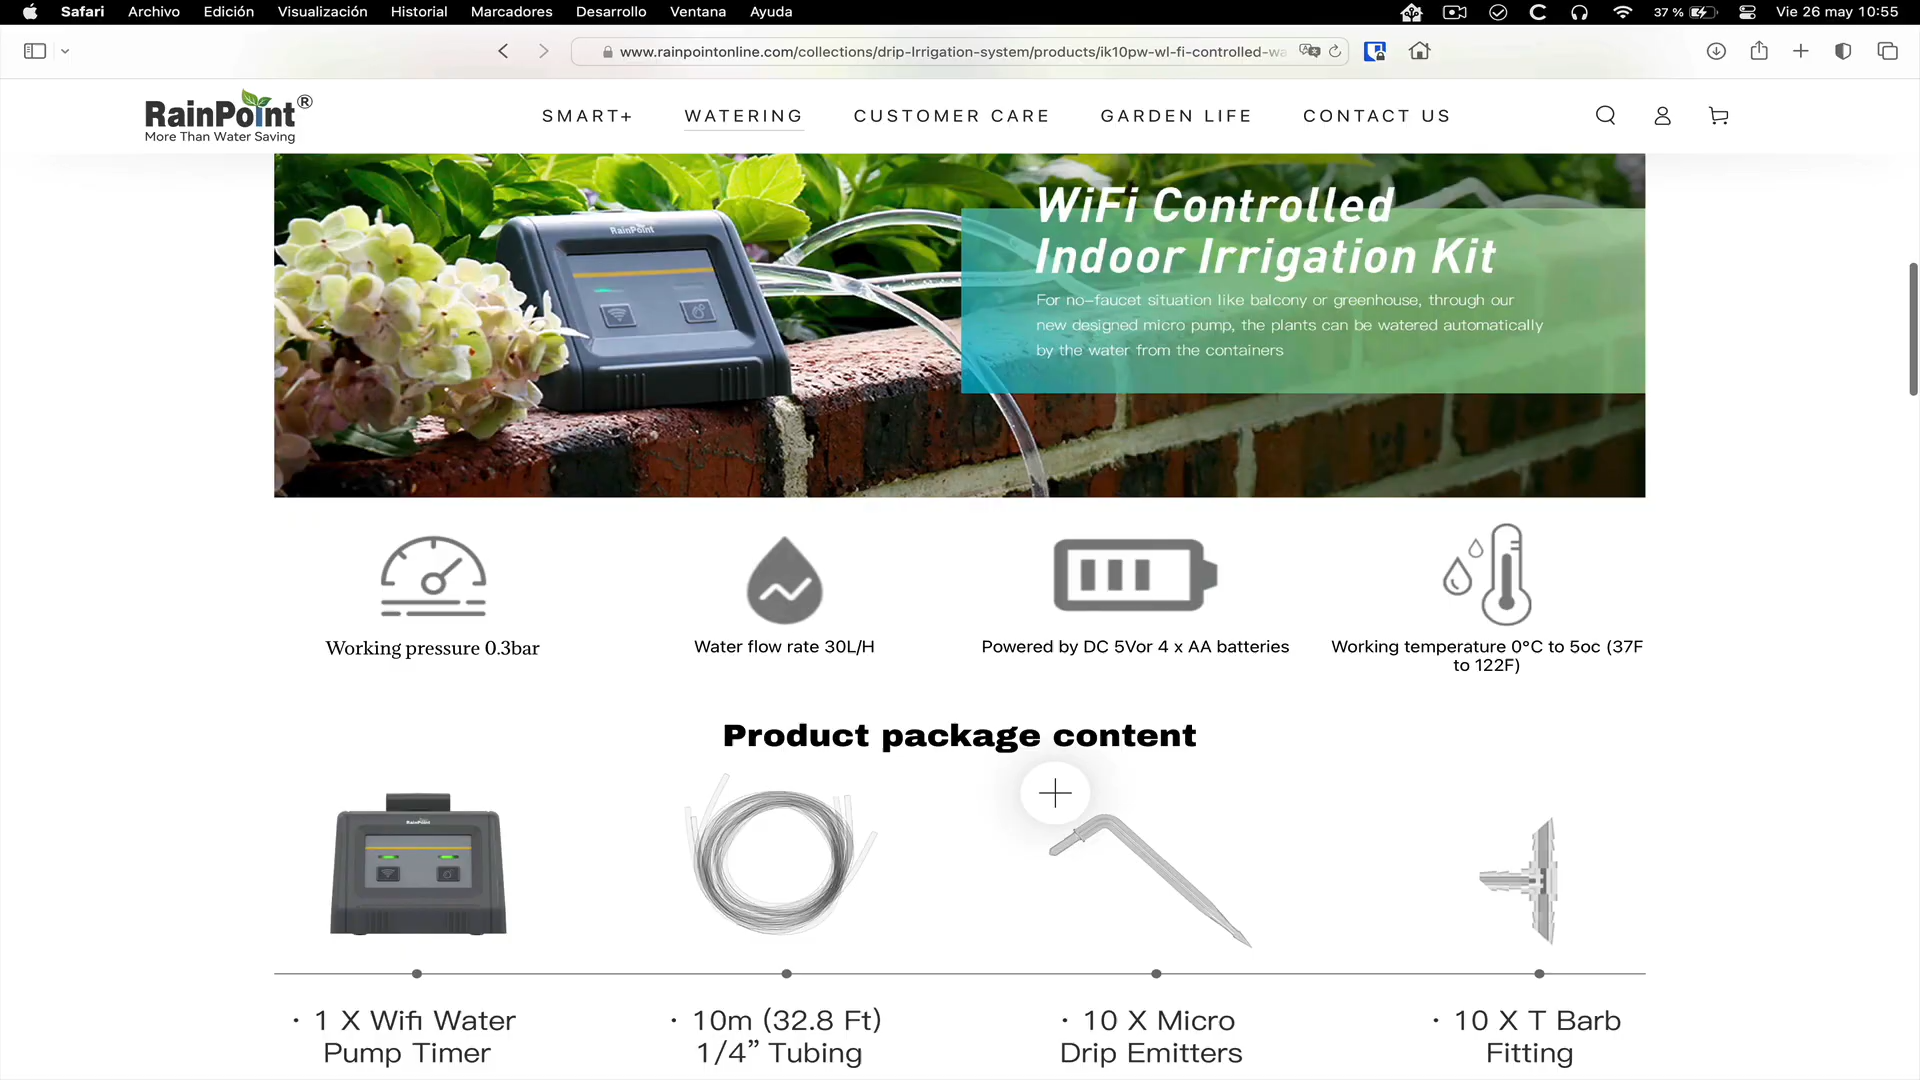 Safari Archivo Edición Visualización Historial Marcadores Desarrollo Ventana Ayuda 37 % Vie 26 may 10:55
www.rainpointonline.com/collections/drip-Irrigation-system/products/ik10pw-wl-fi-controlled-wa
RainPoint®
More Than Water Saving
SMART+ WATERING CUSTOMER CARE GARDEN LIFE CONTACT US
RainPoint
WiFi Controlled
Indoor Irrigation Kit
For no-faucet situation like balcony or greenhouse, through our
new designed micro pump, the plants can be watered automatically
by the water from the containers
Working pressure 0.3bar
Water flow rate 30L/H
Powered by DC 5Vor 4 x AA batteries
Working temperature 0°C to 5oc (37F
to 122F)
Product package content
RainPoint
· 1 X Wifi Water
Pump Timer
· 10m (32.8 Ft)
1/4” Tubing
· 10 X Micro
Drip Emitters
· 10 X T Barb
Fitting